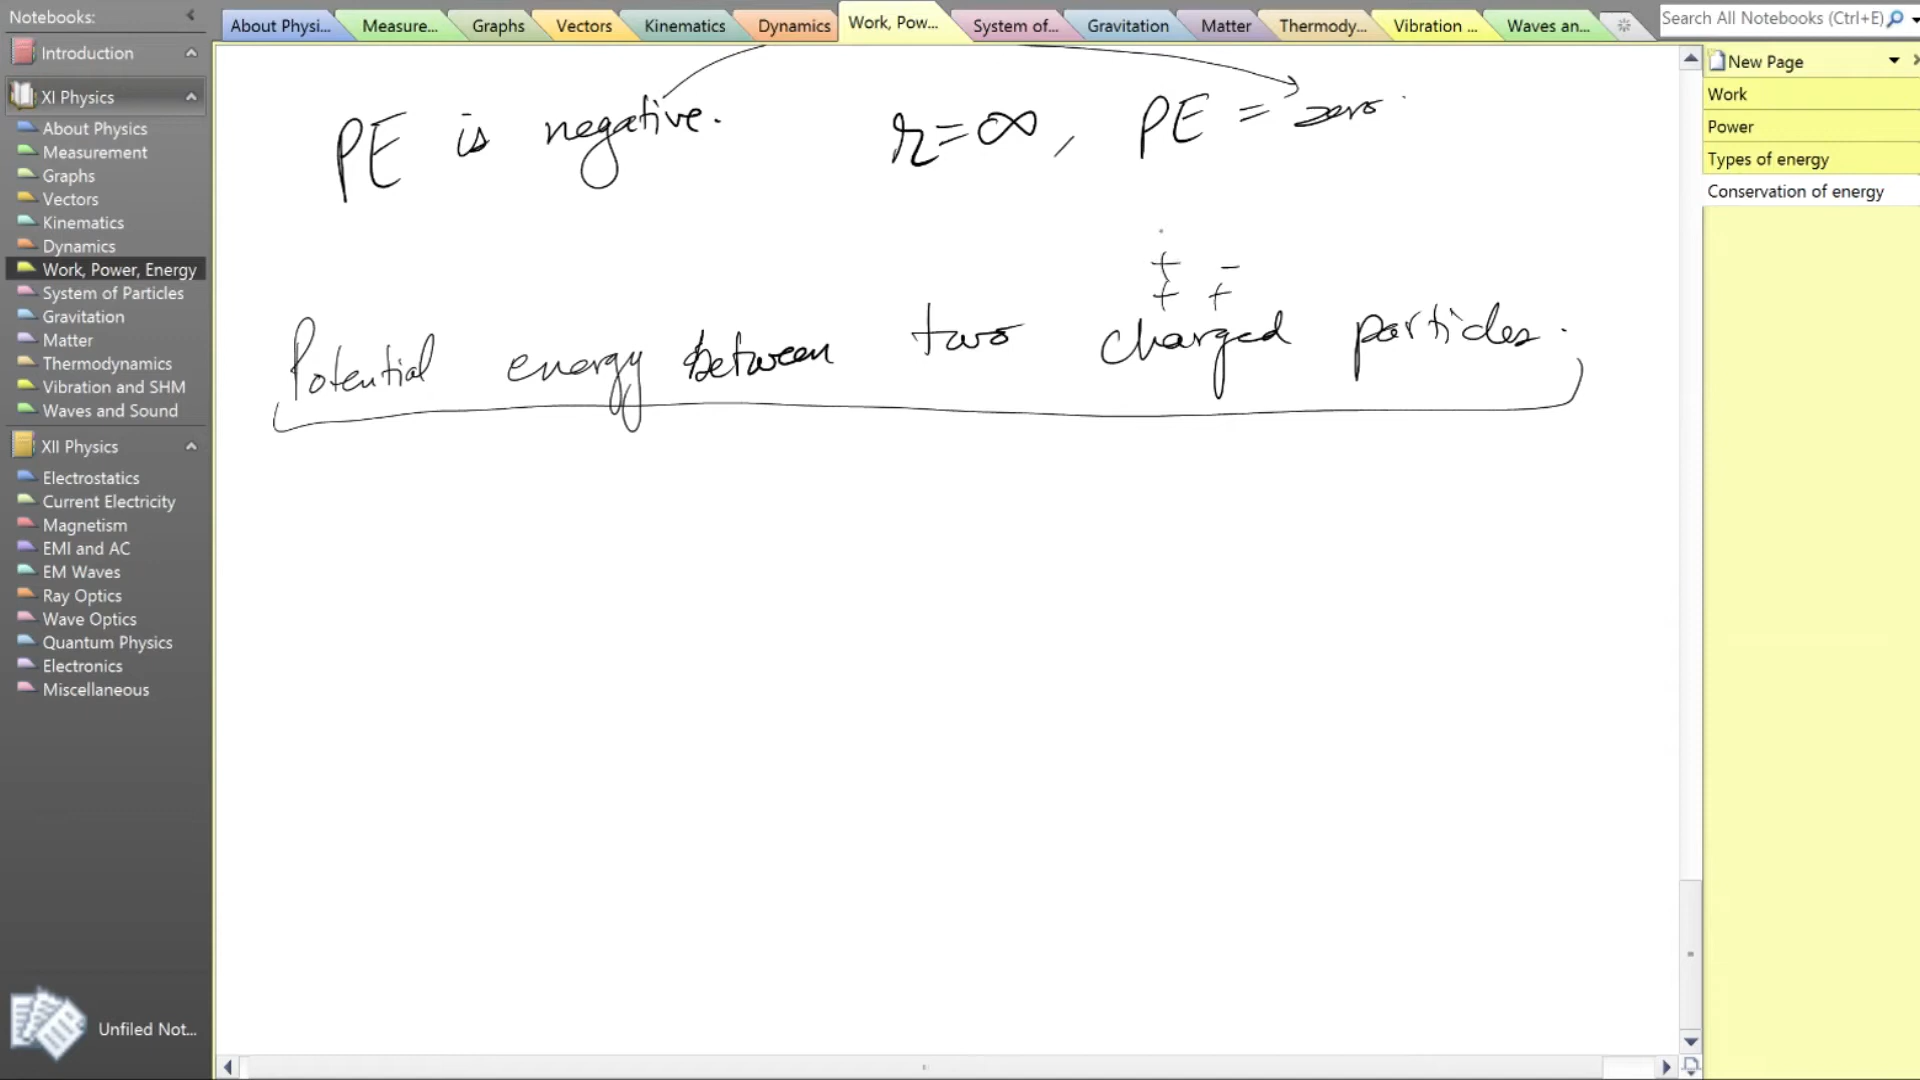 Notebooks:
Introduction
XI Physics
About Physics
Measurement
Graphs
Vectors
Kinematics
Dynamics
Work, Power, Energy
System of Particles
Gravitation
Matter
Thermodynamics
Vibration and SHM
Waves and Sound
XII Physics
Electrostatics
Current Electricity
Magnetism
EMI and AC
EM Waves
Ray Optics
Wave Optics
Quantum Physics
Electronics
Miscellaneous
Unfiled Not...
About Physi... Measure... Graphs Vectors Kinematics Dynamics Work, Pow... System of... Gravitation Matter Thermody... Vibration ... Waves an...
Search All Notebooks (Ctrl+E)
PE is negative. r=∞, PE = zero.
+ -
+ +
Potential energy between two charged particles.
New Page
Work
Power
Types of energy
Conservation of energy